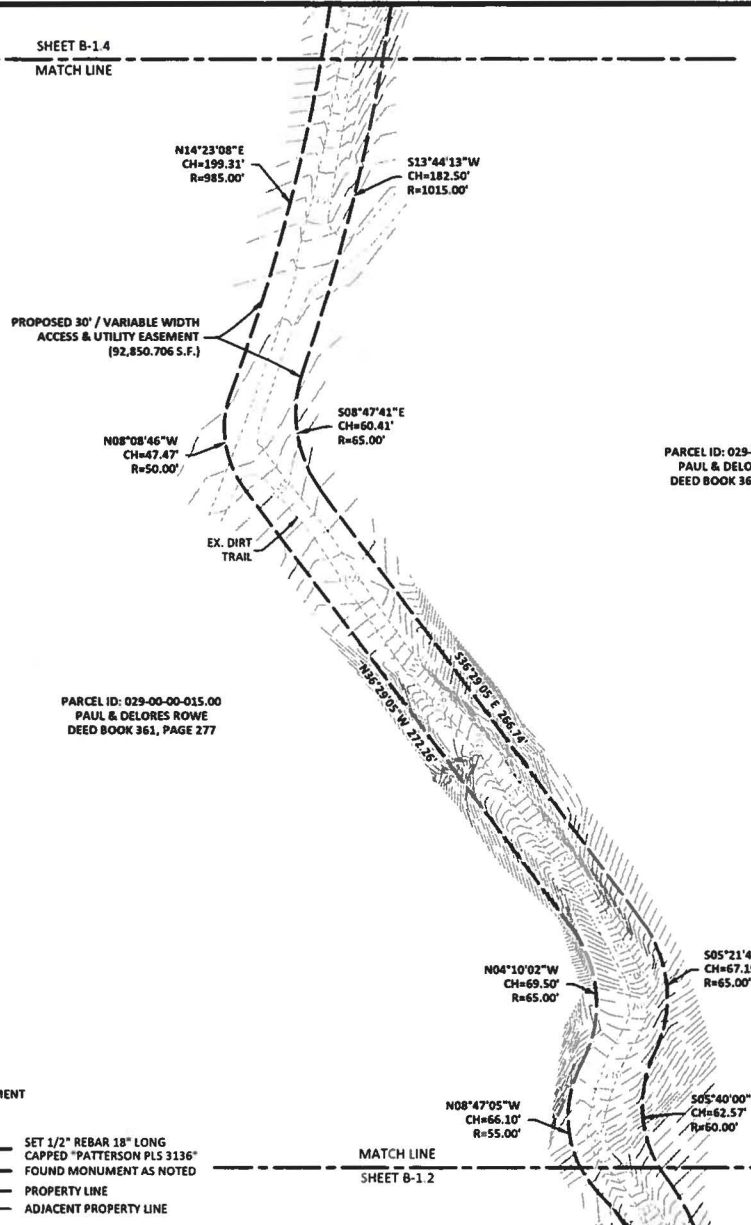 SHEET B-1.4
MATCH LINE
N14°23'08"E
CH=199.31'
R=985.00'
S13°44'13"W
CH=182.50'
R=1015.00'
PROPOSED 30' / VARIABLE WIDTH
ACCESS & UTILITY EASEMENT
(92,850.706 S.F.)
S08°47'41"E
CH=60.41'
R=65.00'
N08°08'46"W
CH=47.47'
R=50.00'
PARCEL ID: 029-
PAUL & DELO
DEED BOOK 36
EX. DIRT
TRAIL
S36°29'05"E 266.74'
N36°29'05"W 272.26'
PARCEL ID: 029-00-00-015.00
PAUL & DELORES ROWE
DEED BOOK 361, PAGE 277
S05°21'4
CH=67.1
R=65.00'
N04°10'02"W
CH=69.50'
R=65.00'
MENT
N08°47'05"W
CH=66.10'
R=55.00'
S05°40'00"
CH=62.57'
R=60.00'
SET 1/2" REBAR 18" LONG
CAPPED "PATTERSON PLS 3136"
FOUND MONUMENT AS NOTED
PROPERTY LINE
ADJACENT PROPERTY LINE
MATCH LINE
SHEET B-1.2